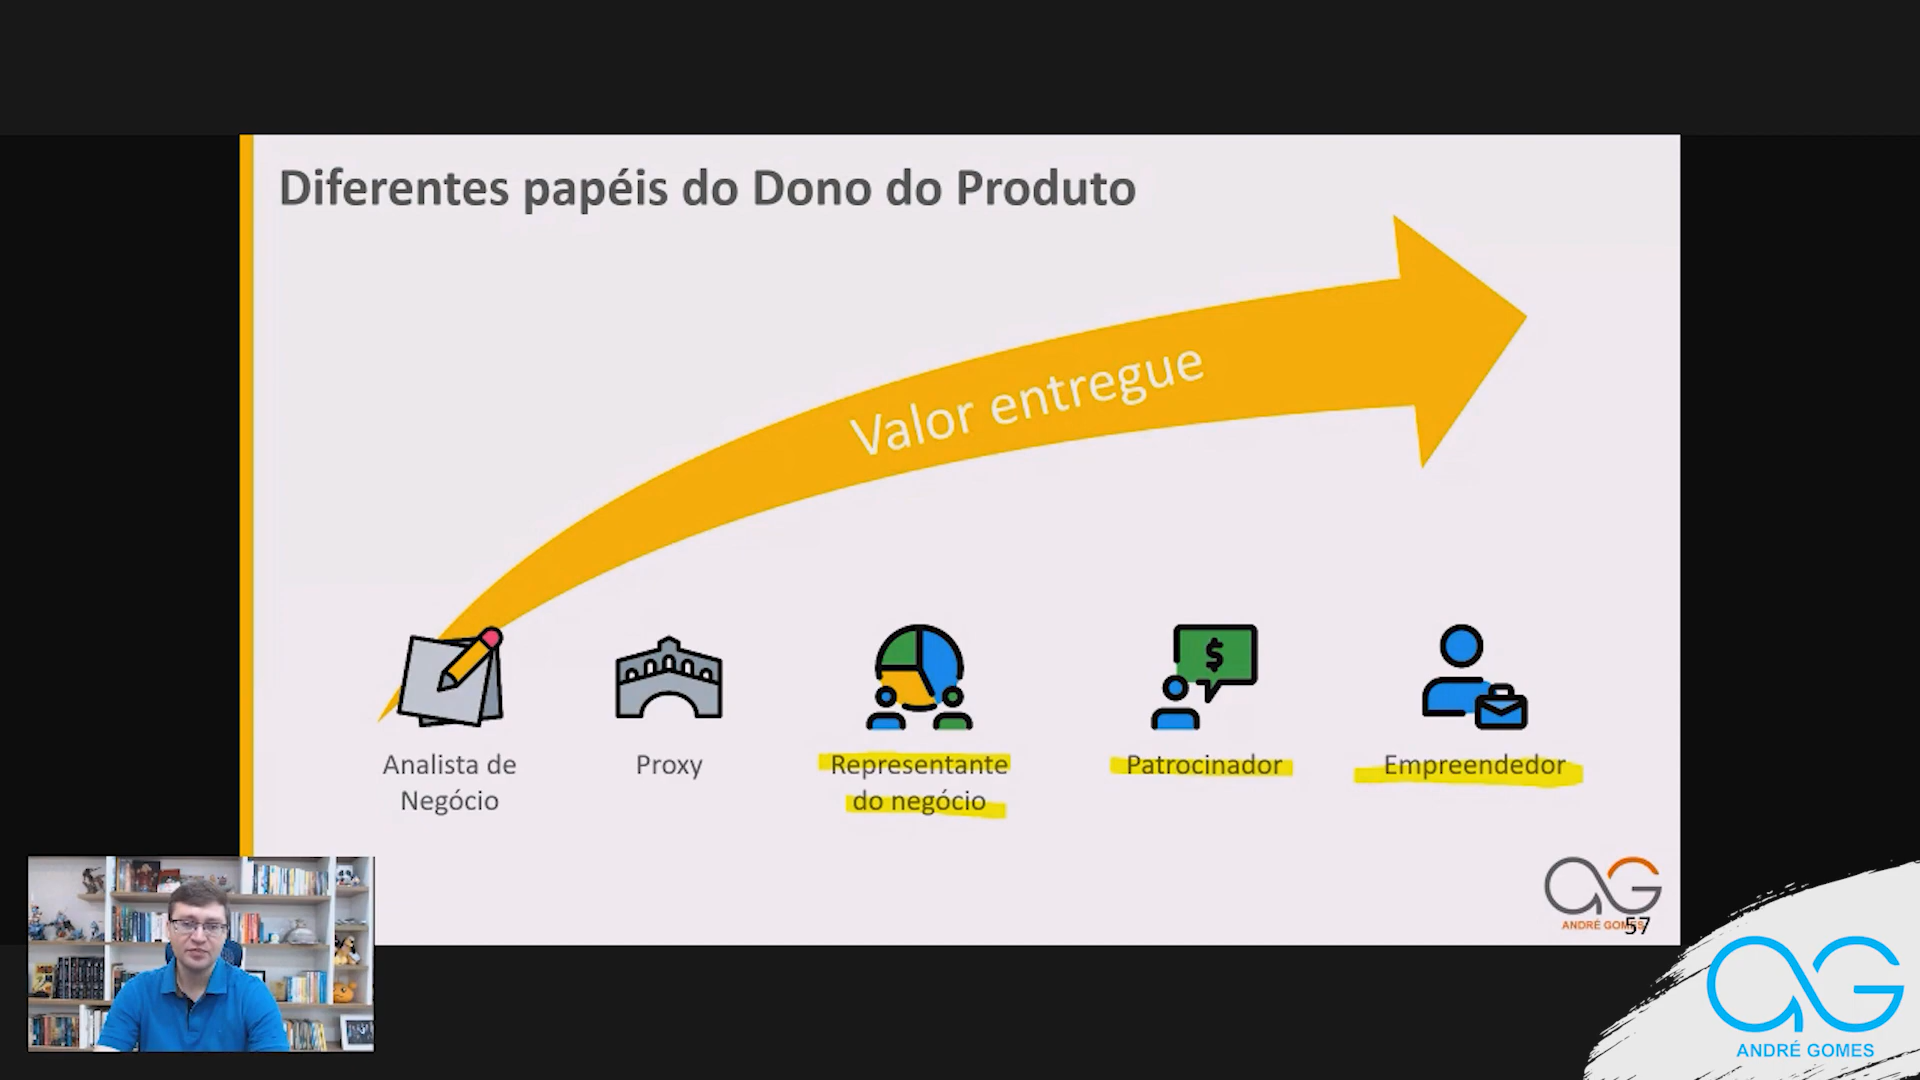 Diferentes papéis do Dono do Produto
Valor entregue
Analista de
Negócio
Proxy
Representante
do negócio
Patrocinador
Empreendedor
ANDRÉ GOMES
57
ANDRÉ GOMES